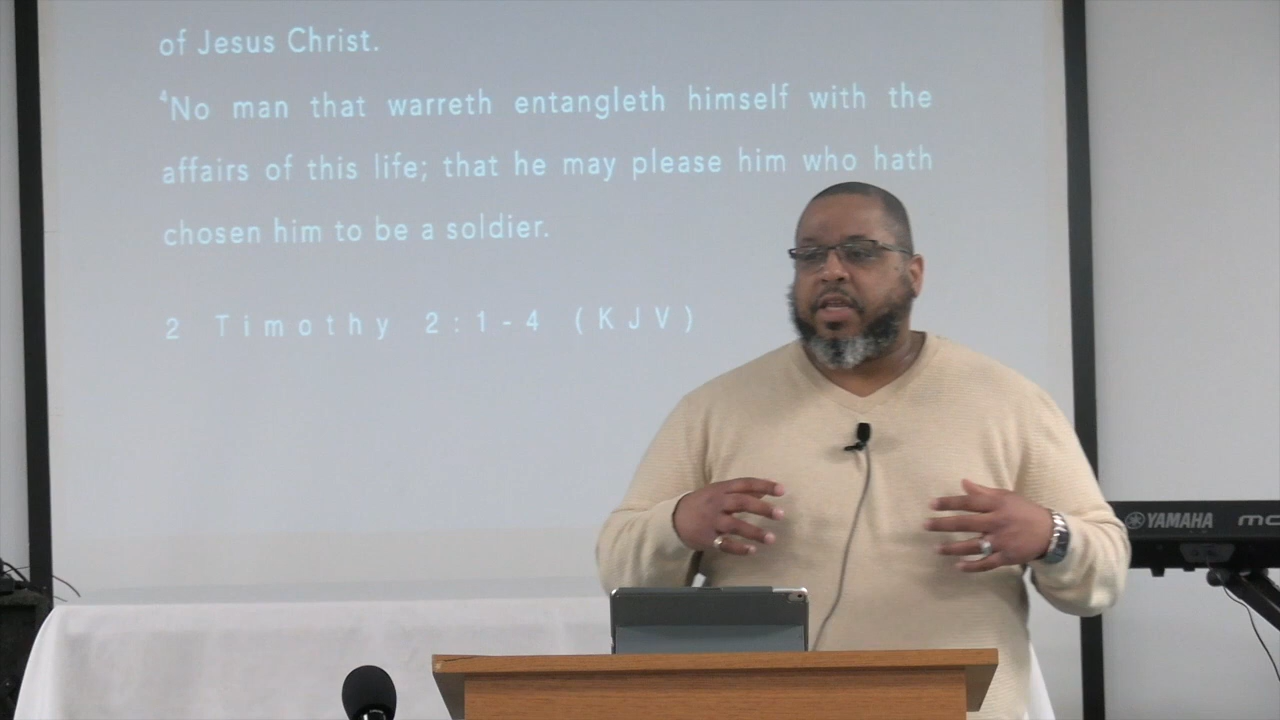 of Jesus Christ.
⁴No man that warreth entangleth himself with the
affairs of this life; that he may please him who hath
chosen him to be a soldier.
2 Timothy 2:1-4 (KJV)
YAMAHA